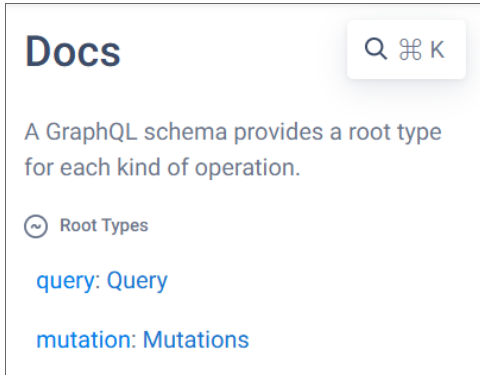 Docs
⌘ K
A GraphQL schema provides a root type
for each kind of operation.
Root Types
query: Query
mutation: Mutations